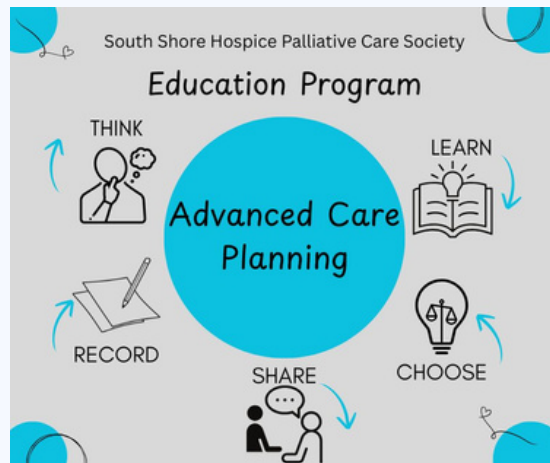 South Shore Hospice Palliative Care Society
Education Program
THINK
LEARN
Advanced Care
Planning
RECORD
CHOOSE
SHARE